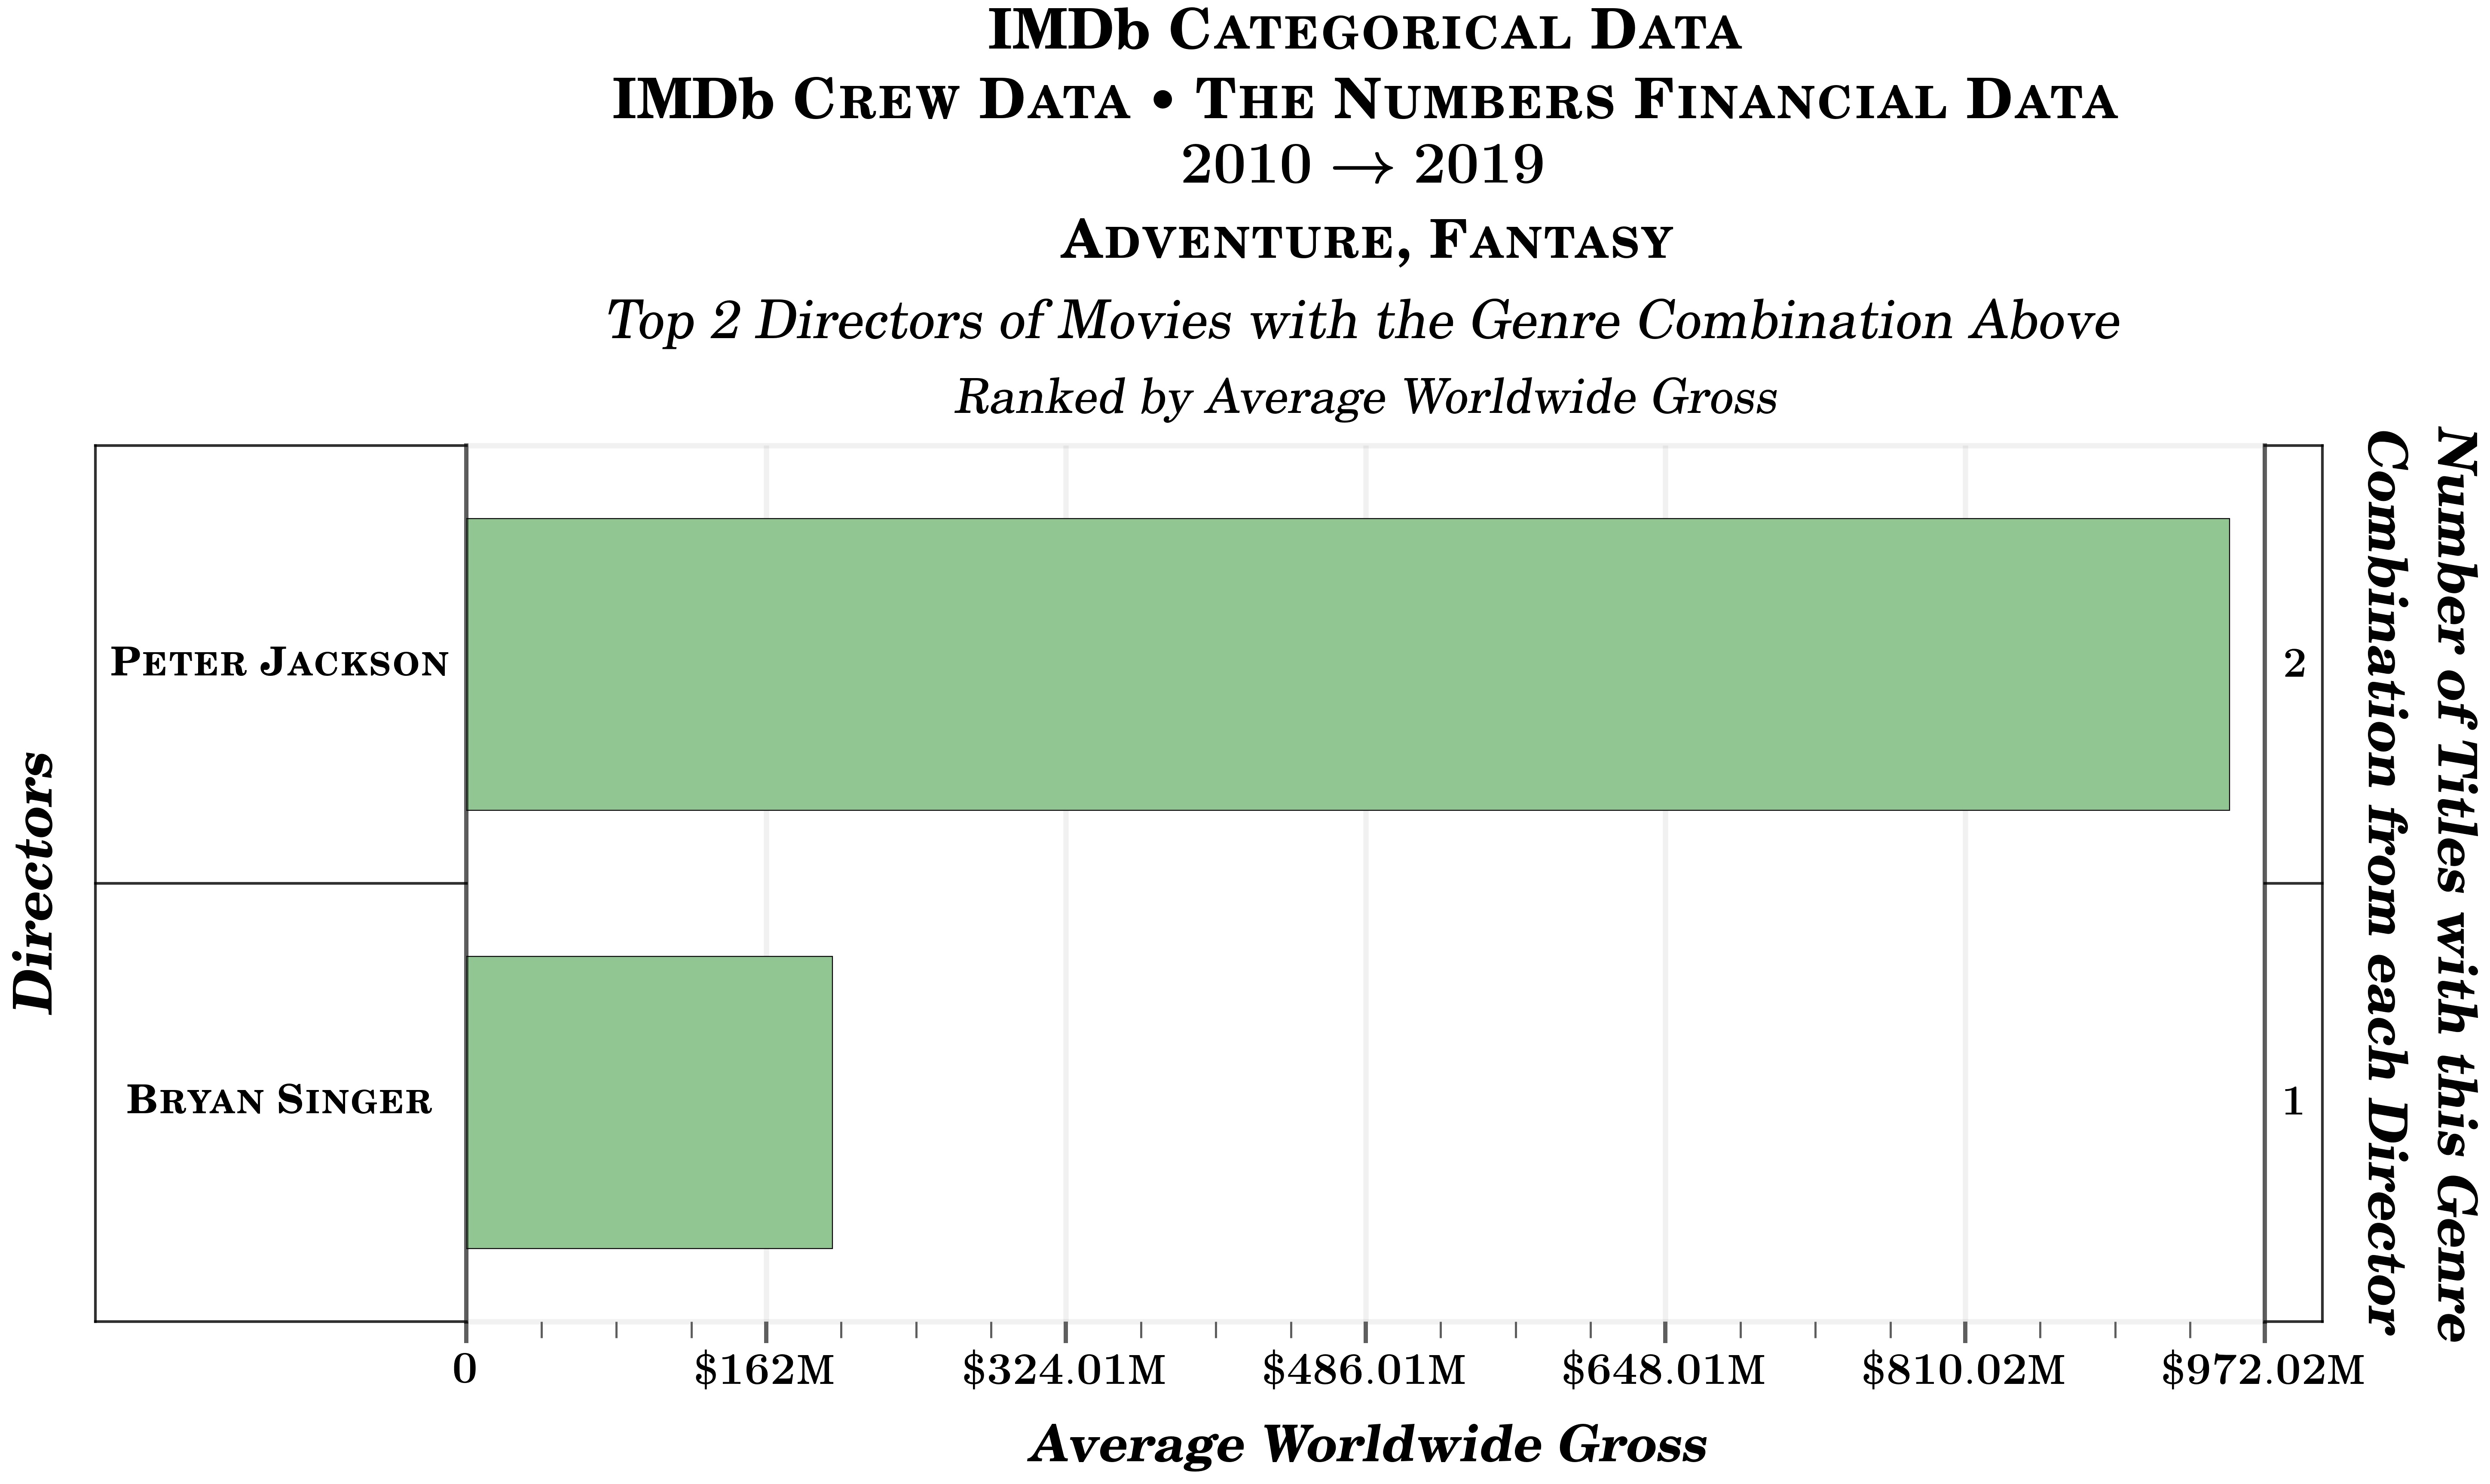 IMDb Categorical Data
IMDb Crew Data • The Numbers Financial Data
2010 → 2019
Adventure, Fantasy
Top 2 Directors of Movies with the Genre Combination Above
Ranked by Average Worldwide Gross
Directors
Peter Jackson
2
Bryan Singer
1
Number of Titles with this Genre
Combination from each Director
0 $162M $324.01M $486.01M $648.01M $810.02M $972.02M
Average Worldwide Gross